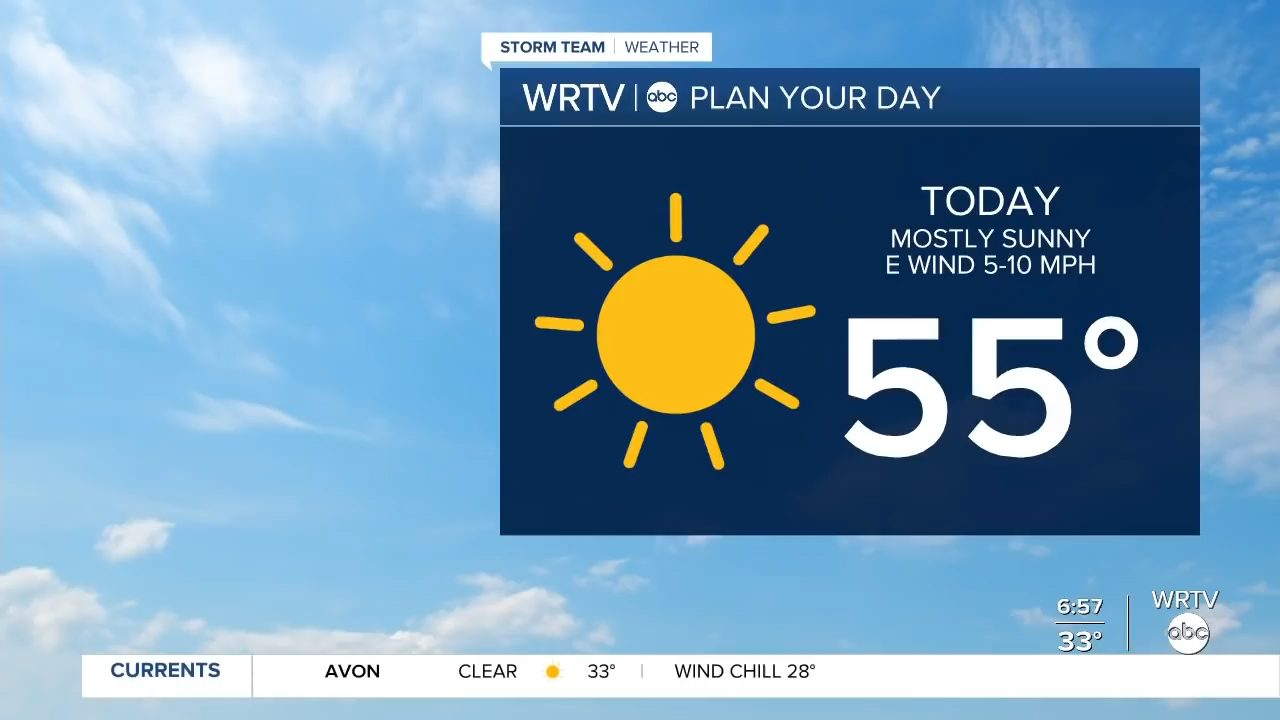 STORM TEAM | WEATHER
WRTV | abc PLAN YOUR DAY
TODAY
MOSTLY SUNNY
E WIND 5-10 MPH
55°
6:57
33°
WRTV
abc
CURRENTS AVON CLEAR 33° | WIND CHILL 28°